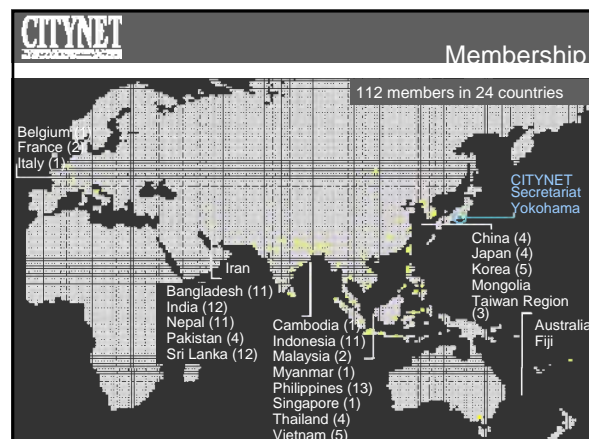 CITYNET
Membership
112 members in 24 countries
Belgium (1)
France (2)
Italy (1)
CITYNET
Secretariat
Yokohama
China (4)
Japan (4)
Korea (5)
Mongolia
Taiwan Region
(3)
Iran
Bangladesh (11)
India (12)
Nepal (11)
Pakistan (4)
Sri Lanka (12)
Cambodia (1)
Indonesia (11)
Malaysia (2)
Myanmar (1)
Philippines (13)
Singapore (1)
Thailand (4)
Vietnam (5)
Australia
Fiji